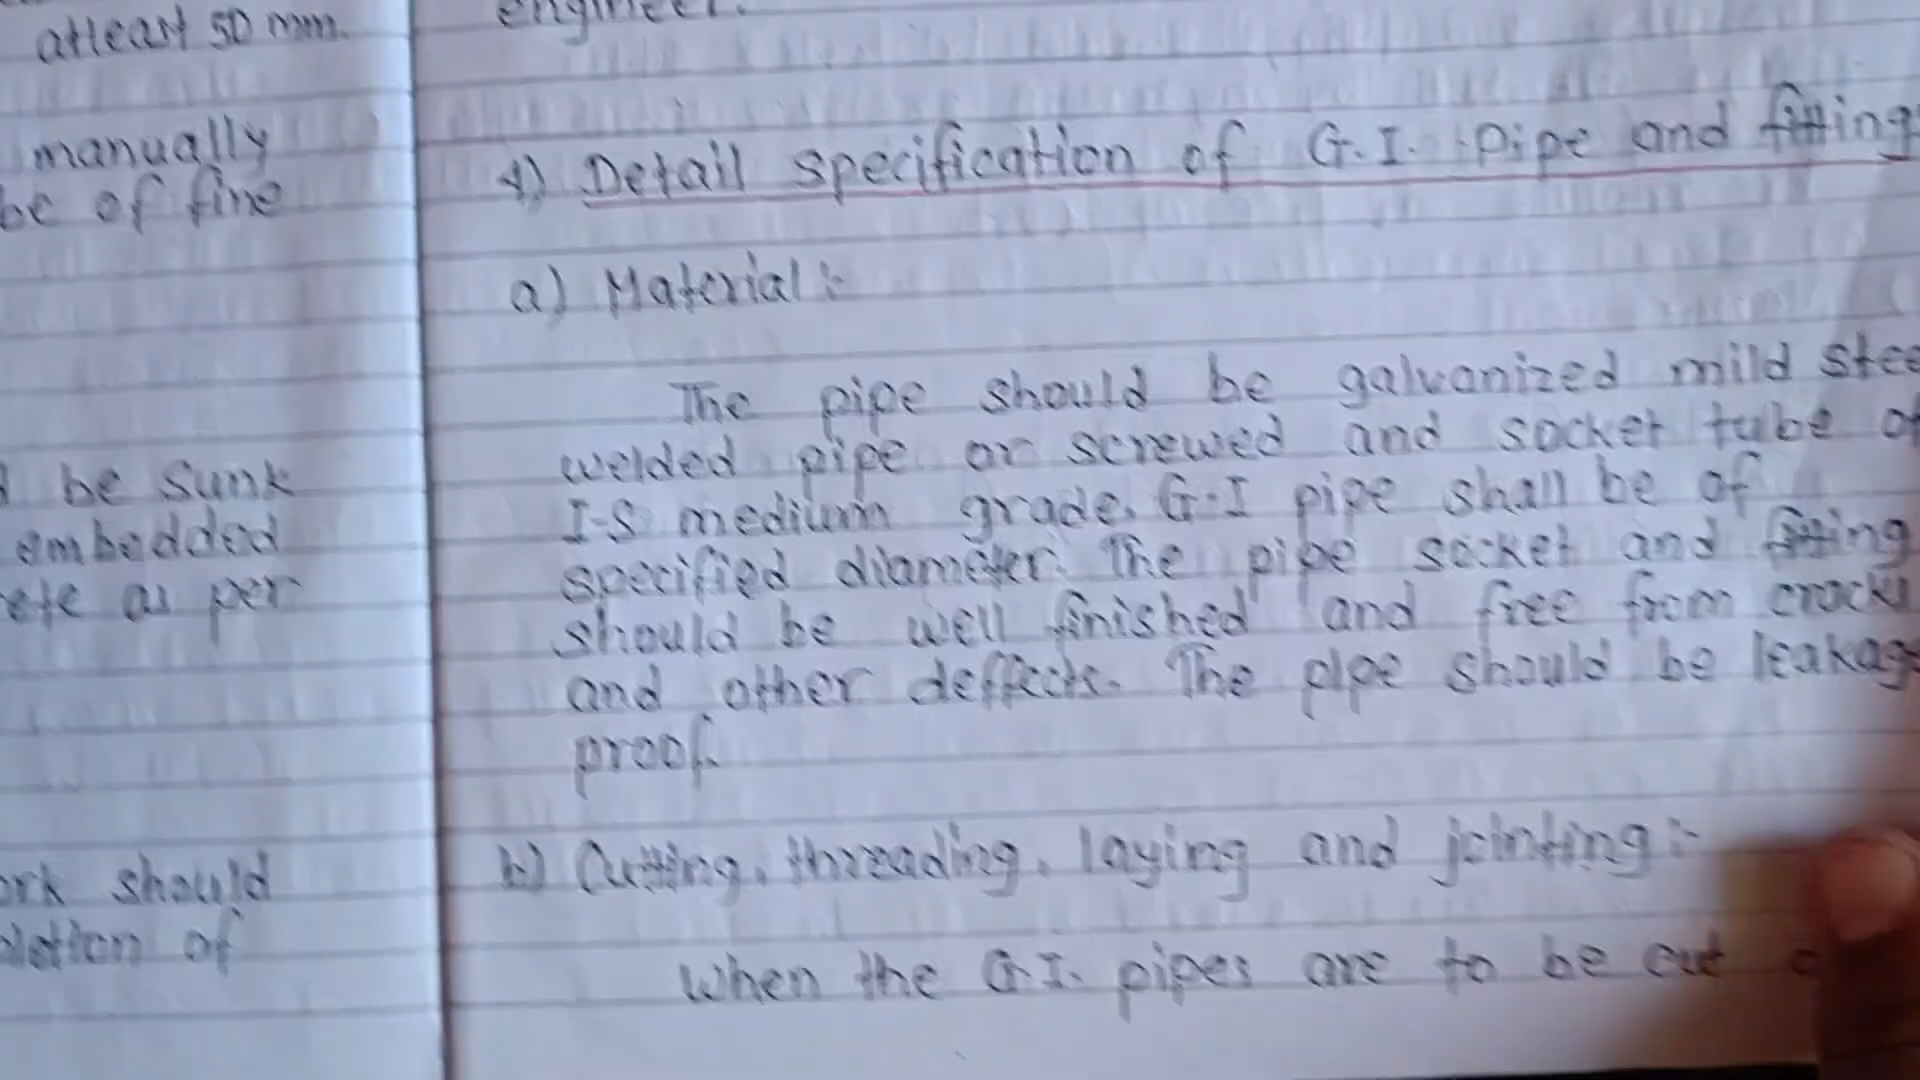 atleast 50 mm.
manually
be of fine
be sunk
embedded
as per
should
of
engineer.
4) Detail specification of G.I. Pipe and fitting
a) Material :-
The pipe should be galvanized mild stee
welded pipe or screwed and socket tube of
I-S medium grade. G-I pipe shall be of
specified diameter. The pipe socket and fitting
should be well finished and free from cracks
and other deffects. The pipe should be leakage
proof.
b) Cutting, threading, laying and jointing :-
When the G.I. pipes are to be cut